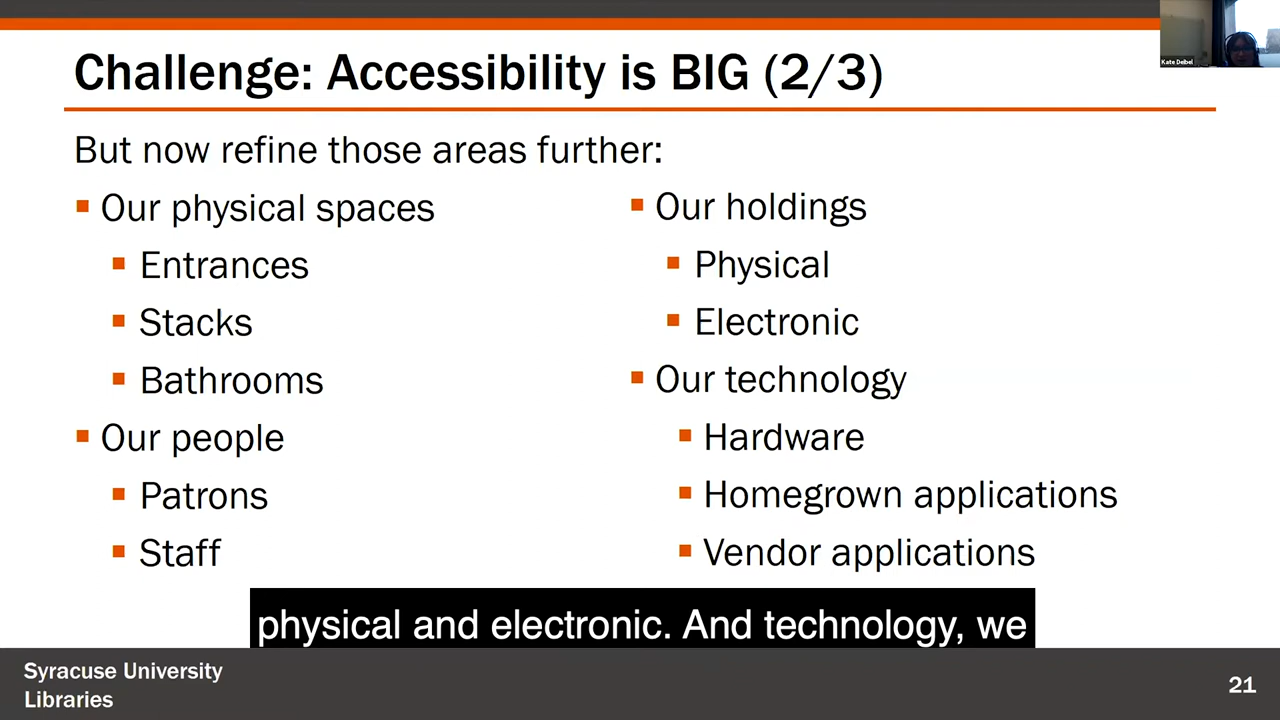 Kate Deibel
Challenge: Accessibility is BIG (2/3)
But now refine those areas further:
Our physical spaces
Entrances
Stacks
Bathrooms
Our people
Patrons
Staff
Our holdings
Physical
Electronic
Our technology
Hardware
Homegrown applications
Vendor applications
physical and electronic. And technology, we
Syracuse University
Libraries
21